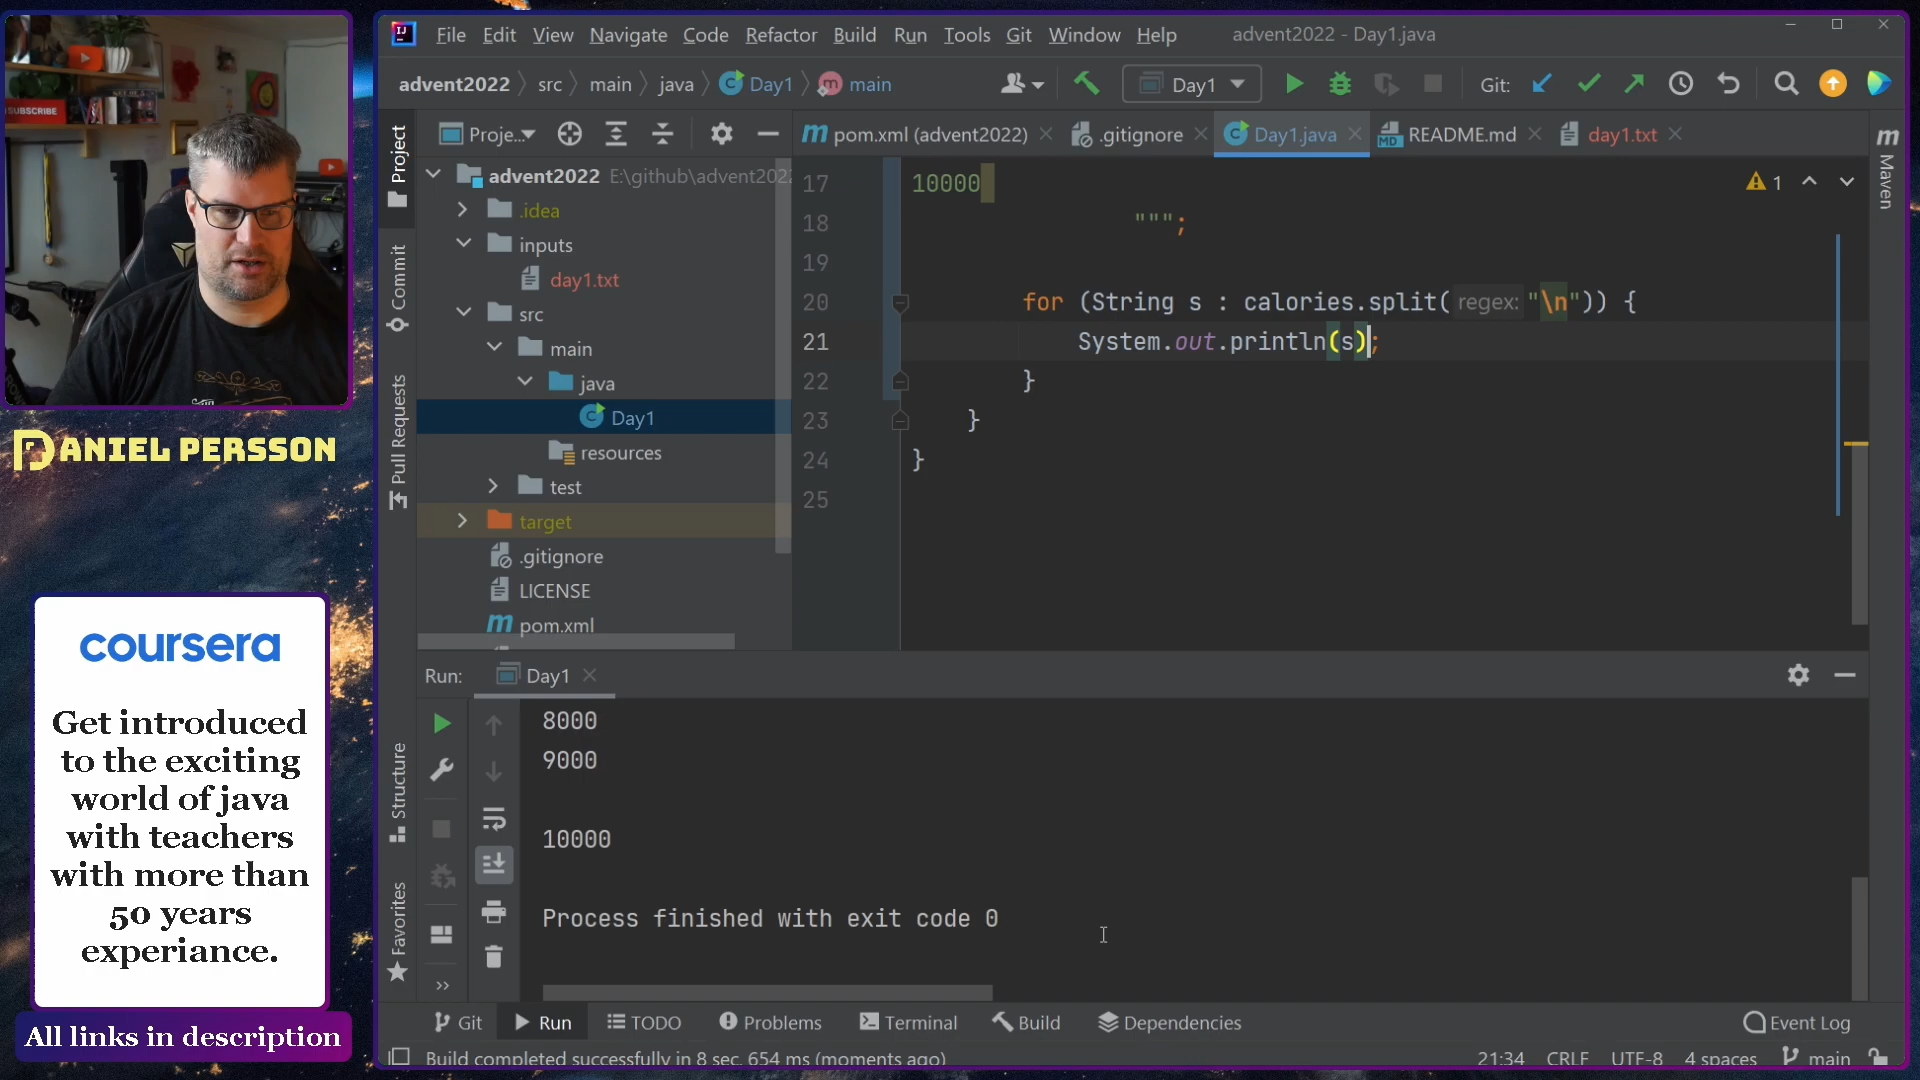 SUBSCRIBE
DANIEL PERSSON
coursera
Get introduced
to the exciting
world of java
with teachers
with more than
50 years
experiance.
All links in description
IJ File Edit View Navigate Code Refactor Build Run Tools Git Window Help advent2022 - Day1.java
advent2022 src main java Day1 main Day1 Git:
Project
Commit
Pull Requests
Structure
Favorites
Proje...
advent2022 E:\github\advent2022
.idea
inputs
day1.txt
src
main
java
Day1
resources
test
target
.gitignore
LICENSE
pom.xml
pom.xml (advent2022) .gitignore Day1.java README.md day1.txt
Maven
17 10000
18 """;
19
20 for (String s : calories.split( regex: "\n")) {
21 System.out.println(s);
22 }
23 }
24 }
25
1
Run: Day1
8000
9000
10000
Process finished with exit code 0
Git Run TODO Problems Terminal Build Dependencies Event Log
Build completed successfully in 8 sec, 654 ms (moments ago) 21:34 CRLF UTF-8 4 spaces main